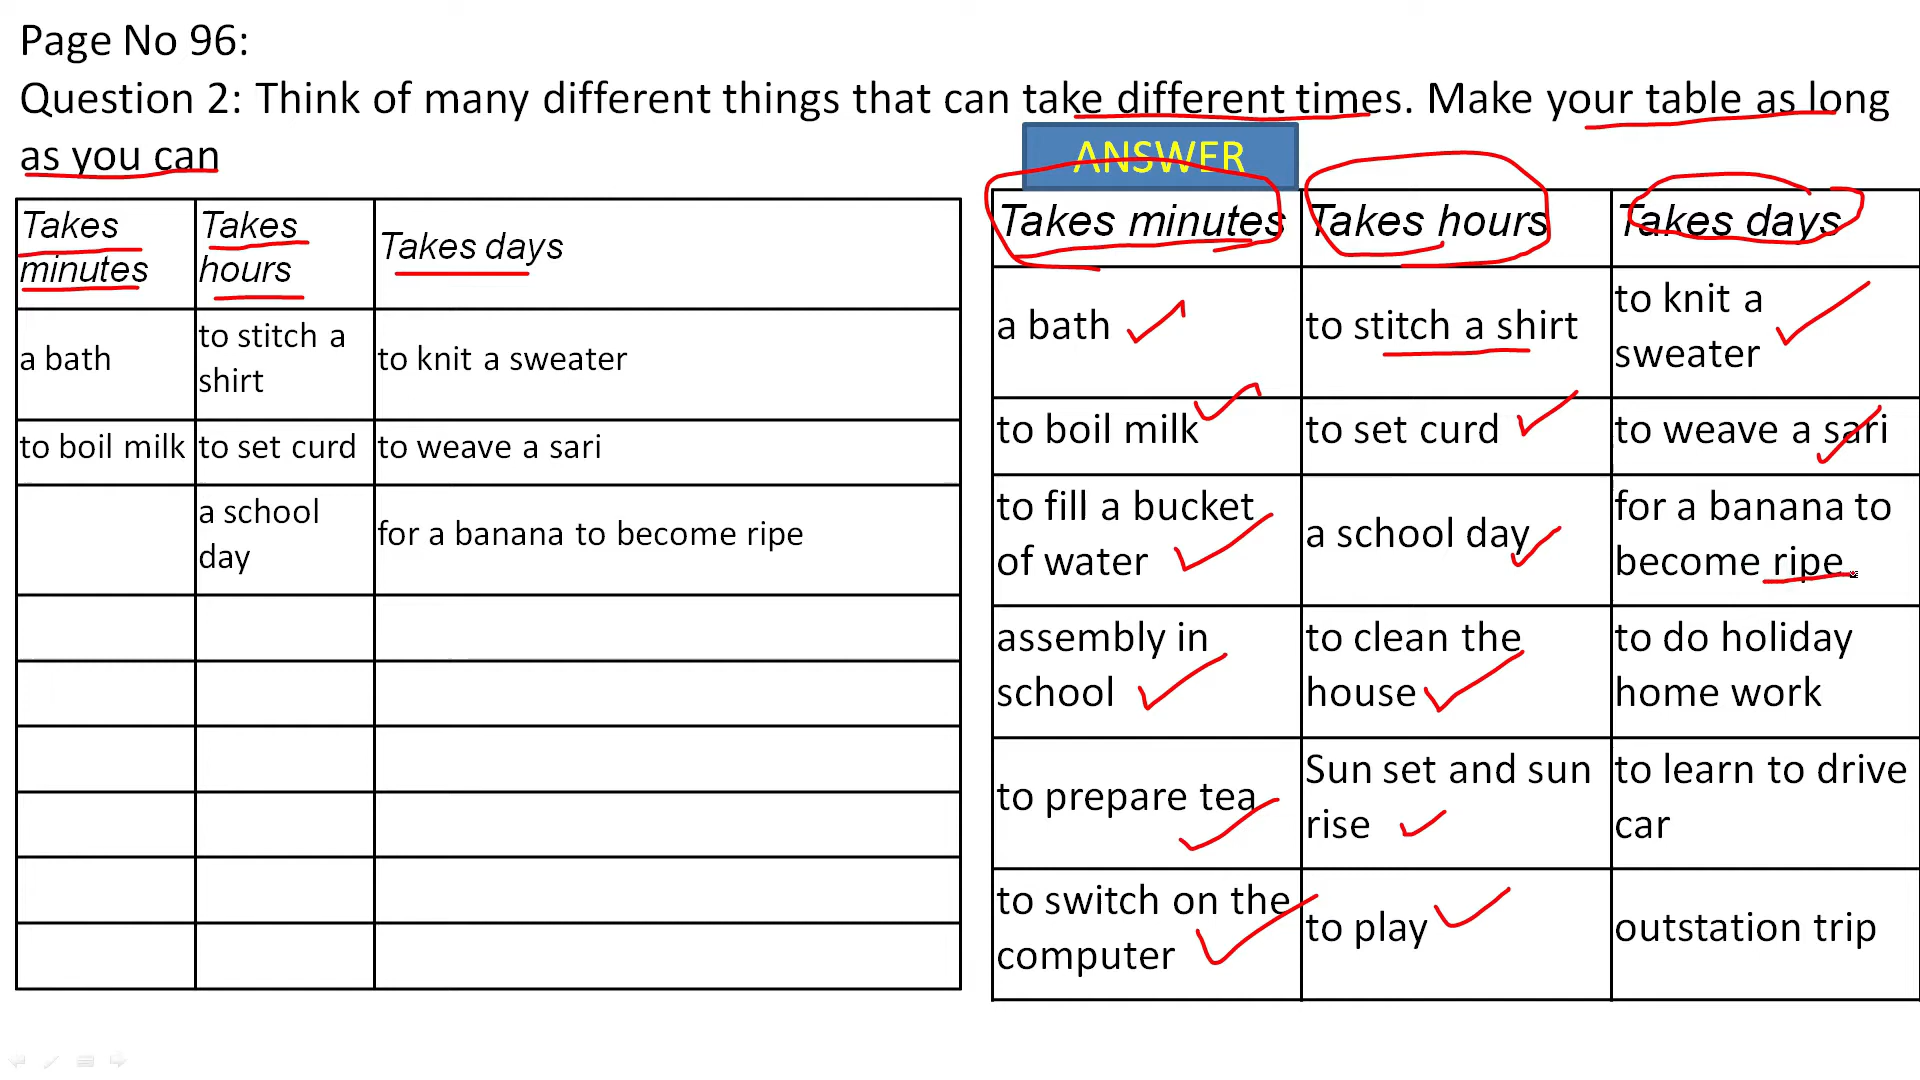 Page No 96:
Question 2: Think of many different things that can take different times. Make your table as long
as you can
Takes
minutes
Takes
hours
Takes days
a bath
to stitch a
shirt
to knit a sweater
to boil milk
to set curd
to weave a sari
a school
day
for a banana to become ripe
ANSWER
Takes minutes
Takes hours
Takes days
a bath
to stitch a shirt
to knit a
sweater
to boil milk
to set curd
to weave a sari
to fill a bucket
of water
a school day
for a banana to
become ripe
assembly in
school
to clean the
house
to do holiday
home work
to prepare tea
Sun set and sun
rise
to learn to drive
car
to switch on the
computer
to play
outstation trip